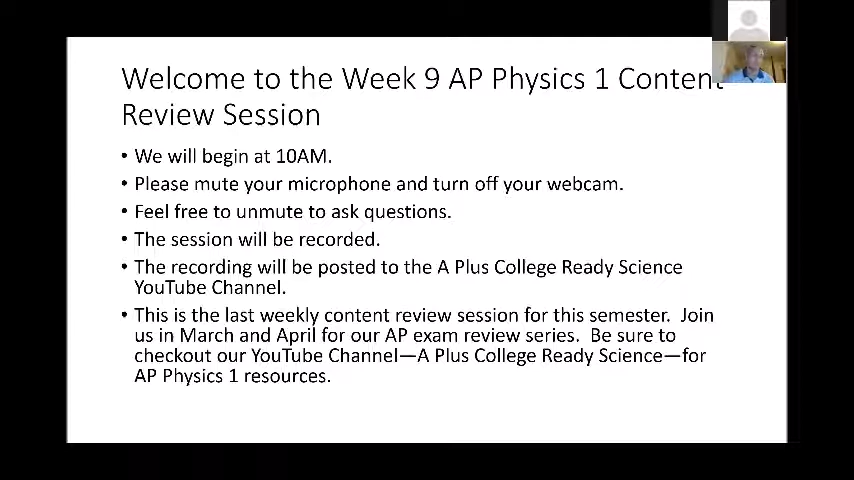 Welcome to the Week 9 AP Physics 1 Content
Review Session
• We will begin at 10AM.
• Please mute your microphone and turn off your webcam.
• Feel free to unmute to ask questions.
• The session will be recorded.
• The recording will be posted to the A Plus College Ready Science
YouTube Channel.
• This is the last weekly content review session for this semester.  Join
us in March and April for our AP exam review series.  Be sure to
checkout our YouTube Channel—A Plus College Ready Science—for
AP Physics 1 resources.